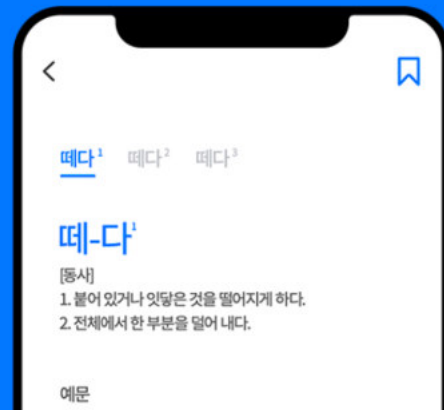 떼다¹ 떼다² 떼다³
떼-다¹
[동사]
1. 붙어 있거나 잇닿은 것을 떨어지게 하다.
2. 전체에서 한 부분을 덜어 내다.
예문